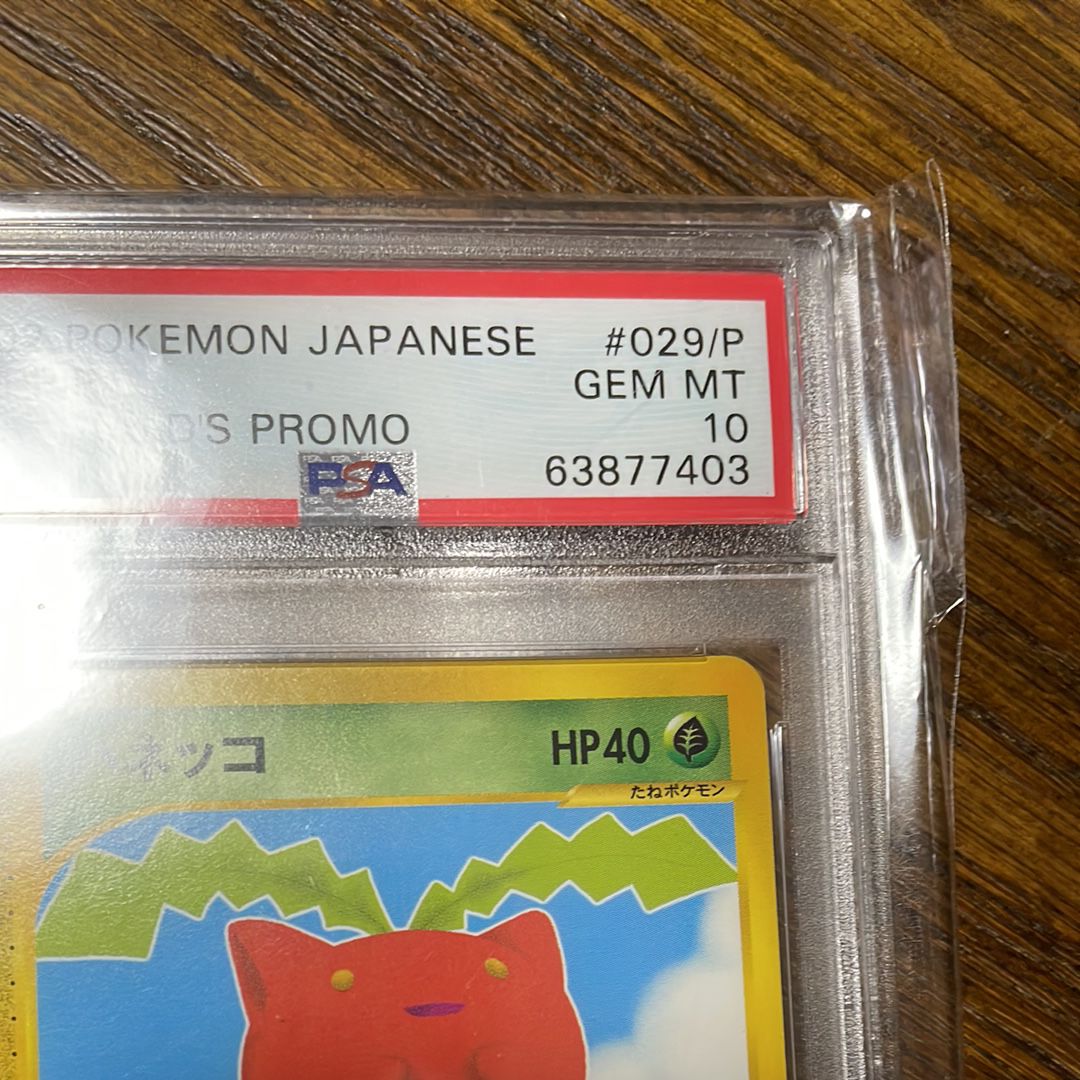 POKEMON JAPANESE #029/P
GEM MT
D'S PROMO 10
PSA 63877403
ハネッコ HP40
たねポケモン